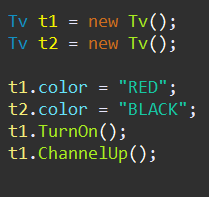 Tv t1 = new Tv();
Tv t2 = new Tv();
t1.color = "RED";
t2.color = "BLACK";
t1.TurnOn();
t1.ChannelUp();